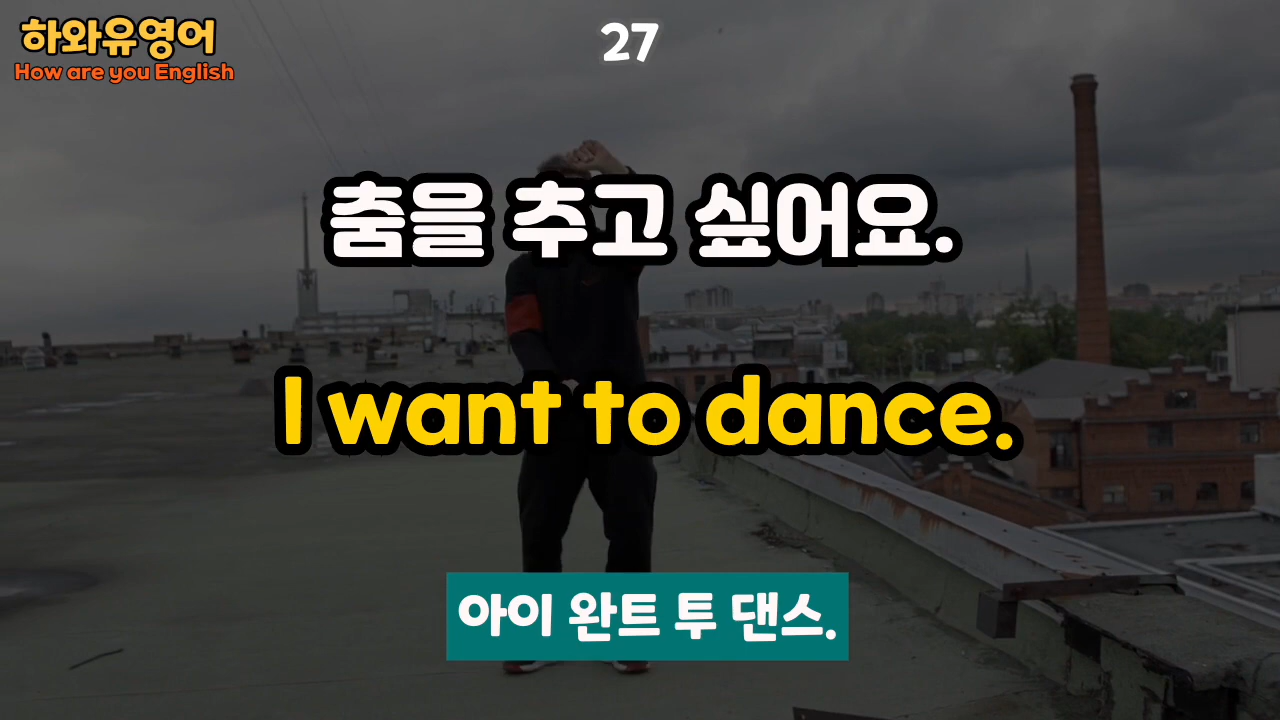 하와유영어
How are you English
27
춤을 추고 싶어요.
I want to dance.
아이 완트 투 댄스.